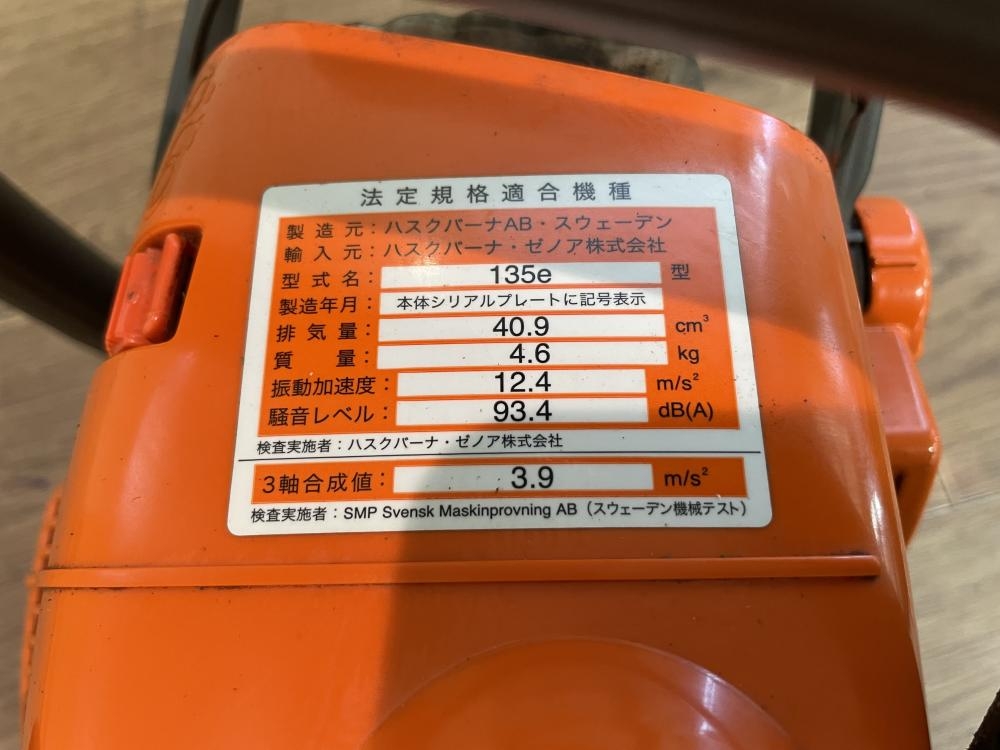 法定規格適合機種
製造元：ハスクバーナAB・スウェーデン
輸入元：ハスクバーナ・ゼノア株式会社
型式名： 135e 型
製造年月： 本体シリアルプレートに記号表示
排気量： 40.9 cm³
質量： 4.6 kg
振動加速度： 12.4 m/s²
騒音レベル： 93.4 dB(A)
検査実施者：ハスクバーナ・ゼノア株式会社
3軸合成値： 3.9 m/s²
検査実施者：SMP Svensk Maskinprovning AB（スウェーデン機械テスト）